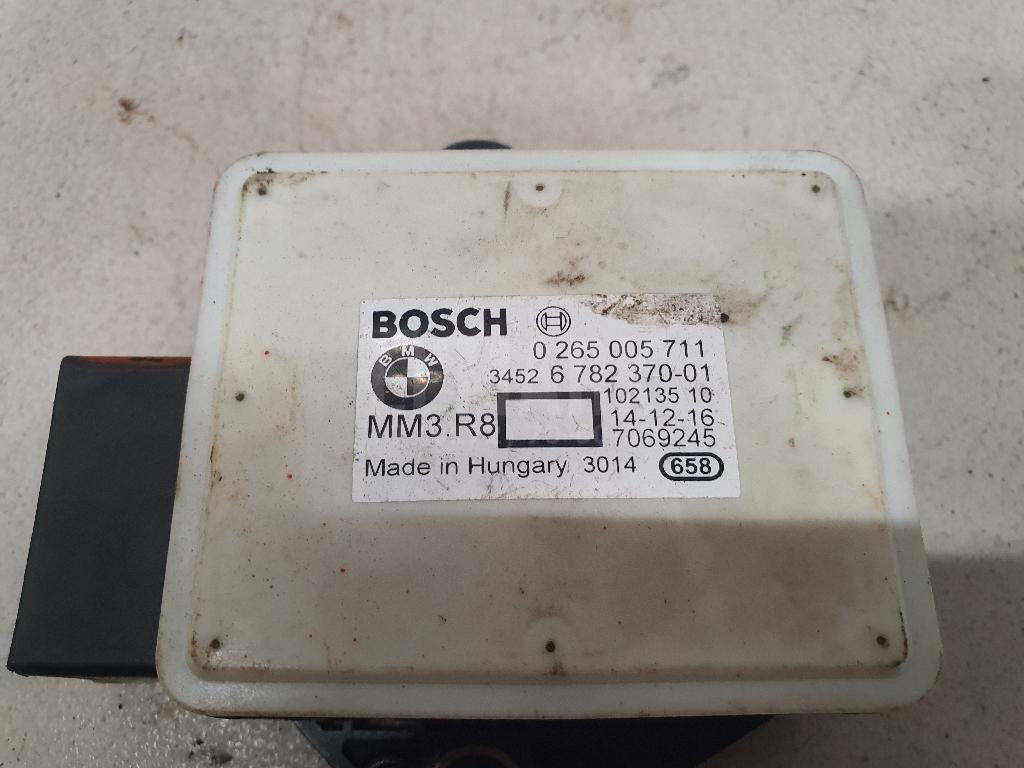 BOSCH
0 265 005 711
BMW
3452 6 782 370-01
102135 10
MM3.R8
14-12-16
7069245
Made in Hungary 3014 658